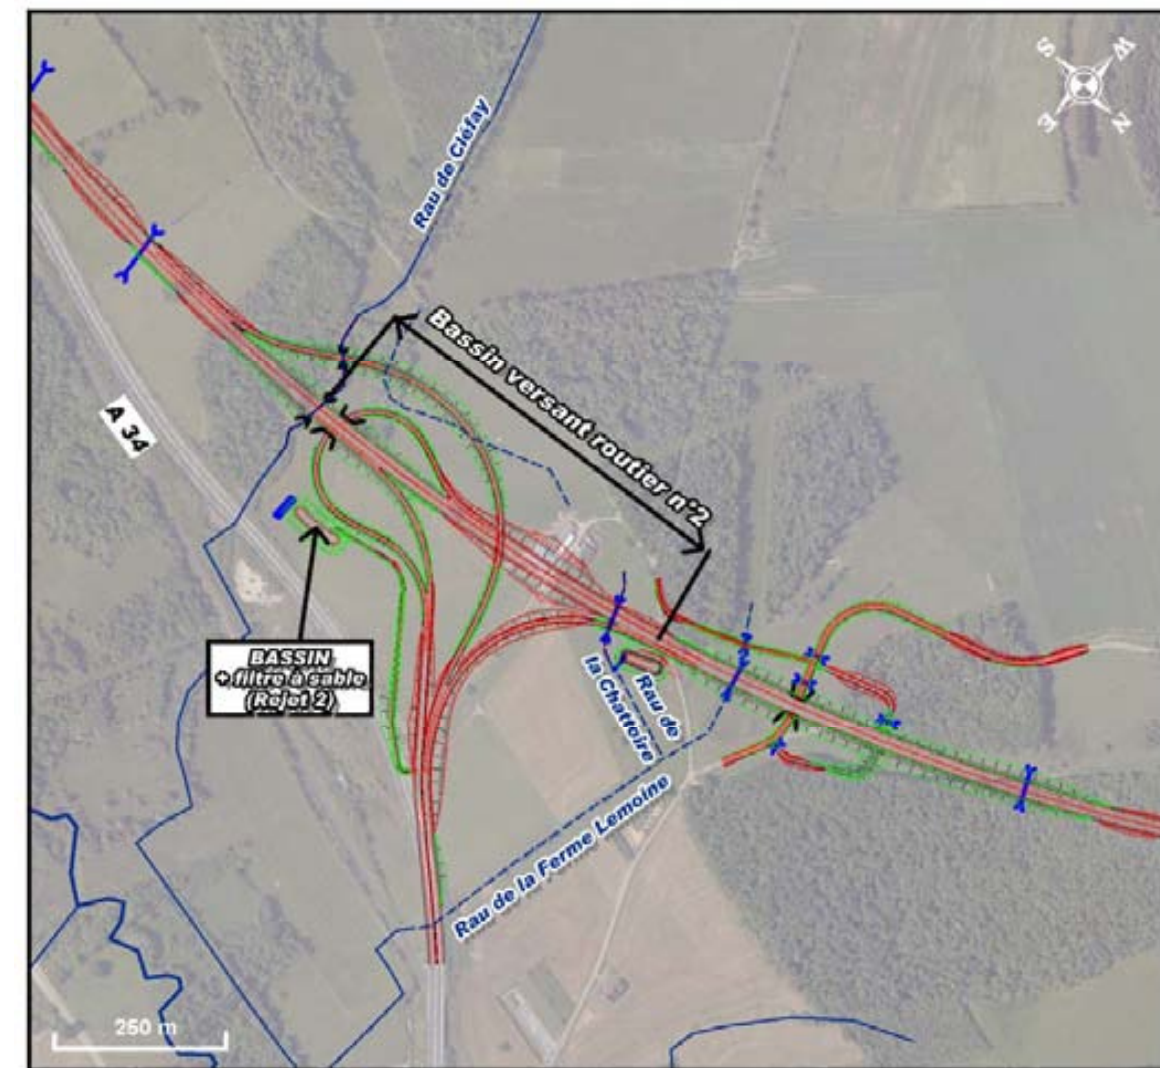 S
W
E
N
Rau de Cléfay
Bassin versant routier n°2
A 34
BASSIN
+ filtre à sable
(Rejet 2)
Rau de
la Chattoire
Rau de la Ferme Lemoine
250 m